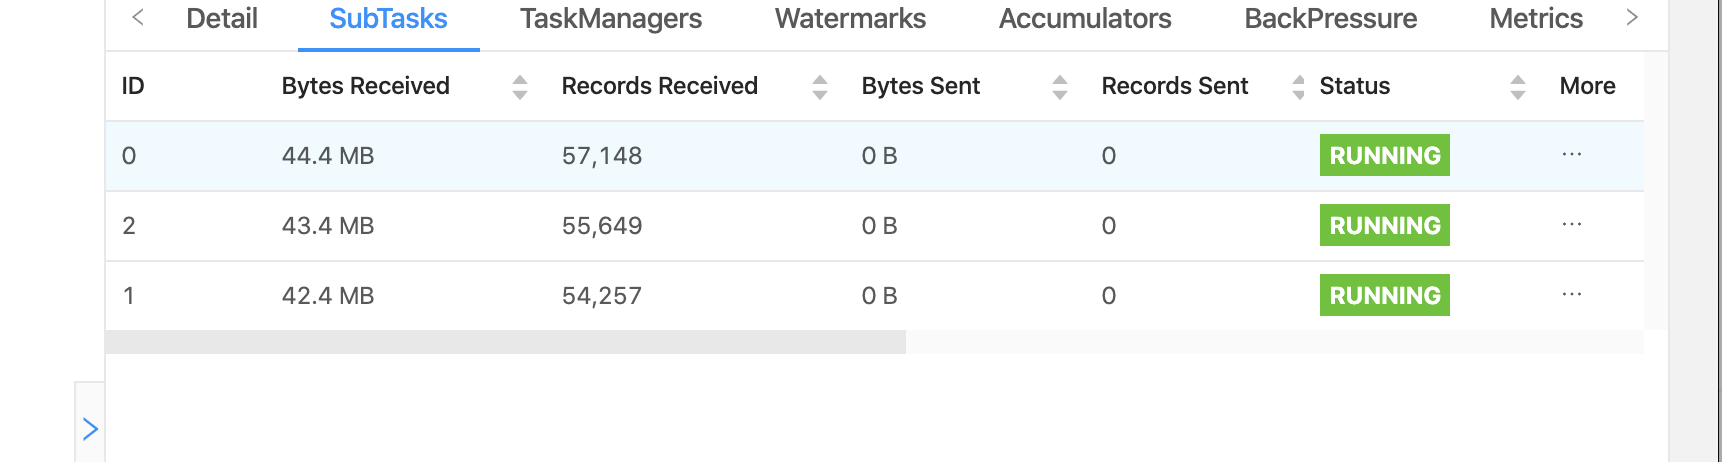 Detail SubTasks TaskManagers Watermarks Accumulators BackPressure Metrics
ID Bytes Received Records Received Bytes Sent Records Sent Status More
0 44.4 MB 57,148 0 B 0 RUNNING ···
2 43.4 MB 55,649 0 B 0 RUNNING ···
1 42.4 MB 54,257 0 B 0 RUNNING ···